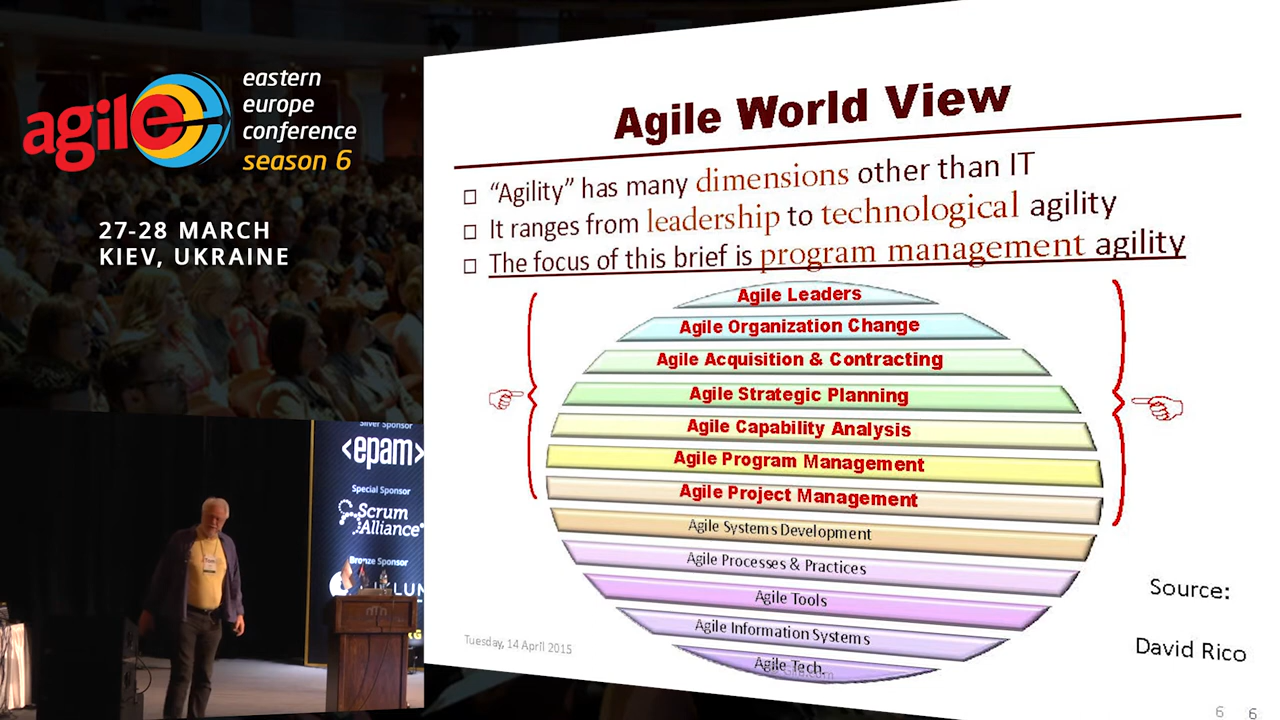 agile
eastern
europe
conference
season 6
27-28 MARCH
KIEV, UKRAINE
Agile World View
"Agility" has many dimensions other than IT
It ranges from leadership to technological agility
The focus of this brief is program management agility
Agile Leaders
Agile Organization Change
Agile Acquisition & Contracting
Agile Strategic Planning
Agile Capability Analysis
Agile Program Management
Agile Project Management
Agile Systems Development
Agile Processes & Practices
Agile Tools
Agile Information Systems
Agile Tech.
Source:
David Rico
Tuesday, 14 April 2015
6 6
Silver Sponsor
<epam>
Special Sponsor
Scrum
Alliance
Bronze Sponsor